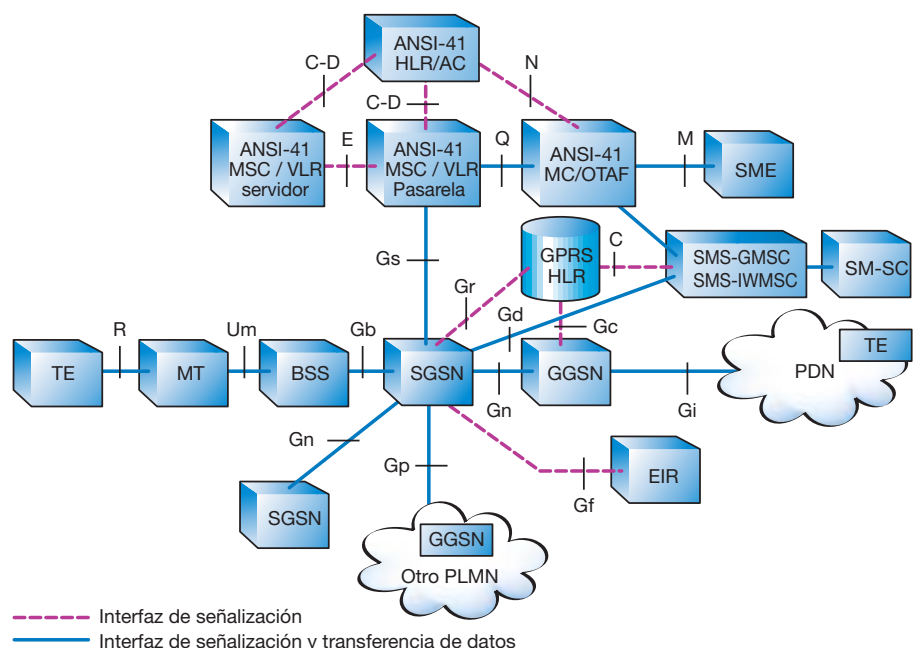 ANSI-41
HLR/AC
C-D
N
C-D
ANSI-41
MSC / VLR
servidor
E
ANSI-41
MSC / VLR
Pasarela
Q
ANSI-41
MC/OTAF
M
SME
Gs
GPRS
HLR
C
SMS-GMSC
SMS-IWMSC
SM-SC
Gr
Gd
Gc
TE
R
MT
Um
BSS
Gb
SGSN
Gn
GGSN
Gi
PDN
TE
Gn
SGSN
Gp
GGSN
Otro PLMN
Gf
EIR
Interfaz de señalización
Interfaz de señalización y transferencia de datos